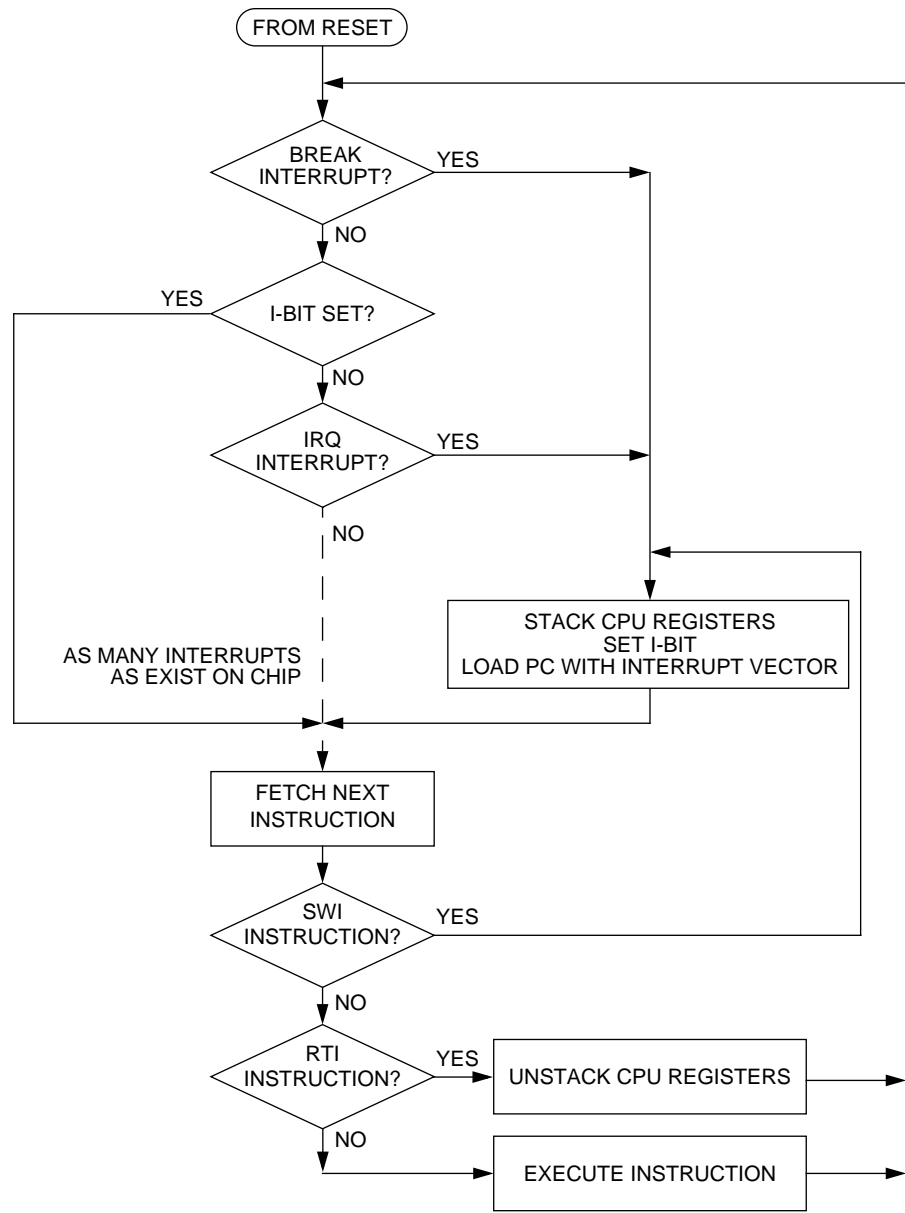 FROM RESET
BREAK
INTERRUPT?
YES
NO
YES
I-BIT SET?
NO
IRQ
INTERRUPT?
YES
NO
STACK CPU REGISTERS
SET I-BIT
LOAD PC WITH INTERRUPT VECTOR
AS MANY INTERRUPTS
AS EXIST ON CHIP
FETCH NEXT
INSTRUCTION
SWI
INSTRUCTION?
YES
NO
RTI
INSTRUCTION?
YES
UNSTACK CPU REGISTERS
NO
EXECUTE INSTRUCTION